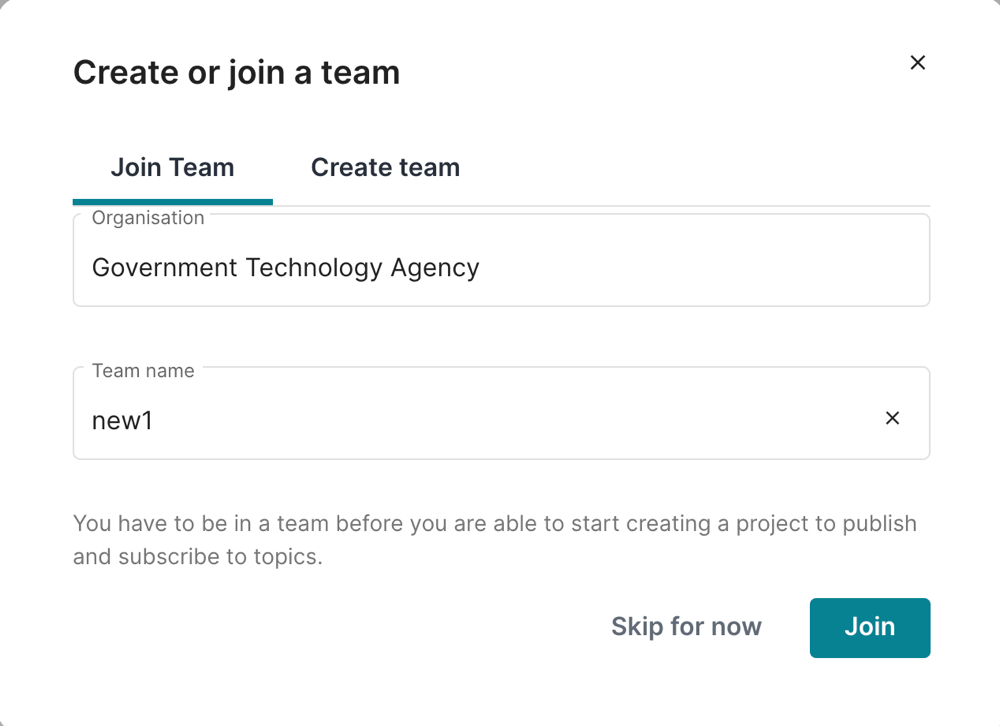 Create or join a team
Join Team
Create team
Organisation
Government Technology Agency
Team name
new1
You have to be in a team before you are able to start creating a project to publish
and subscribe to topics.
Skip for now
Join